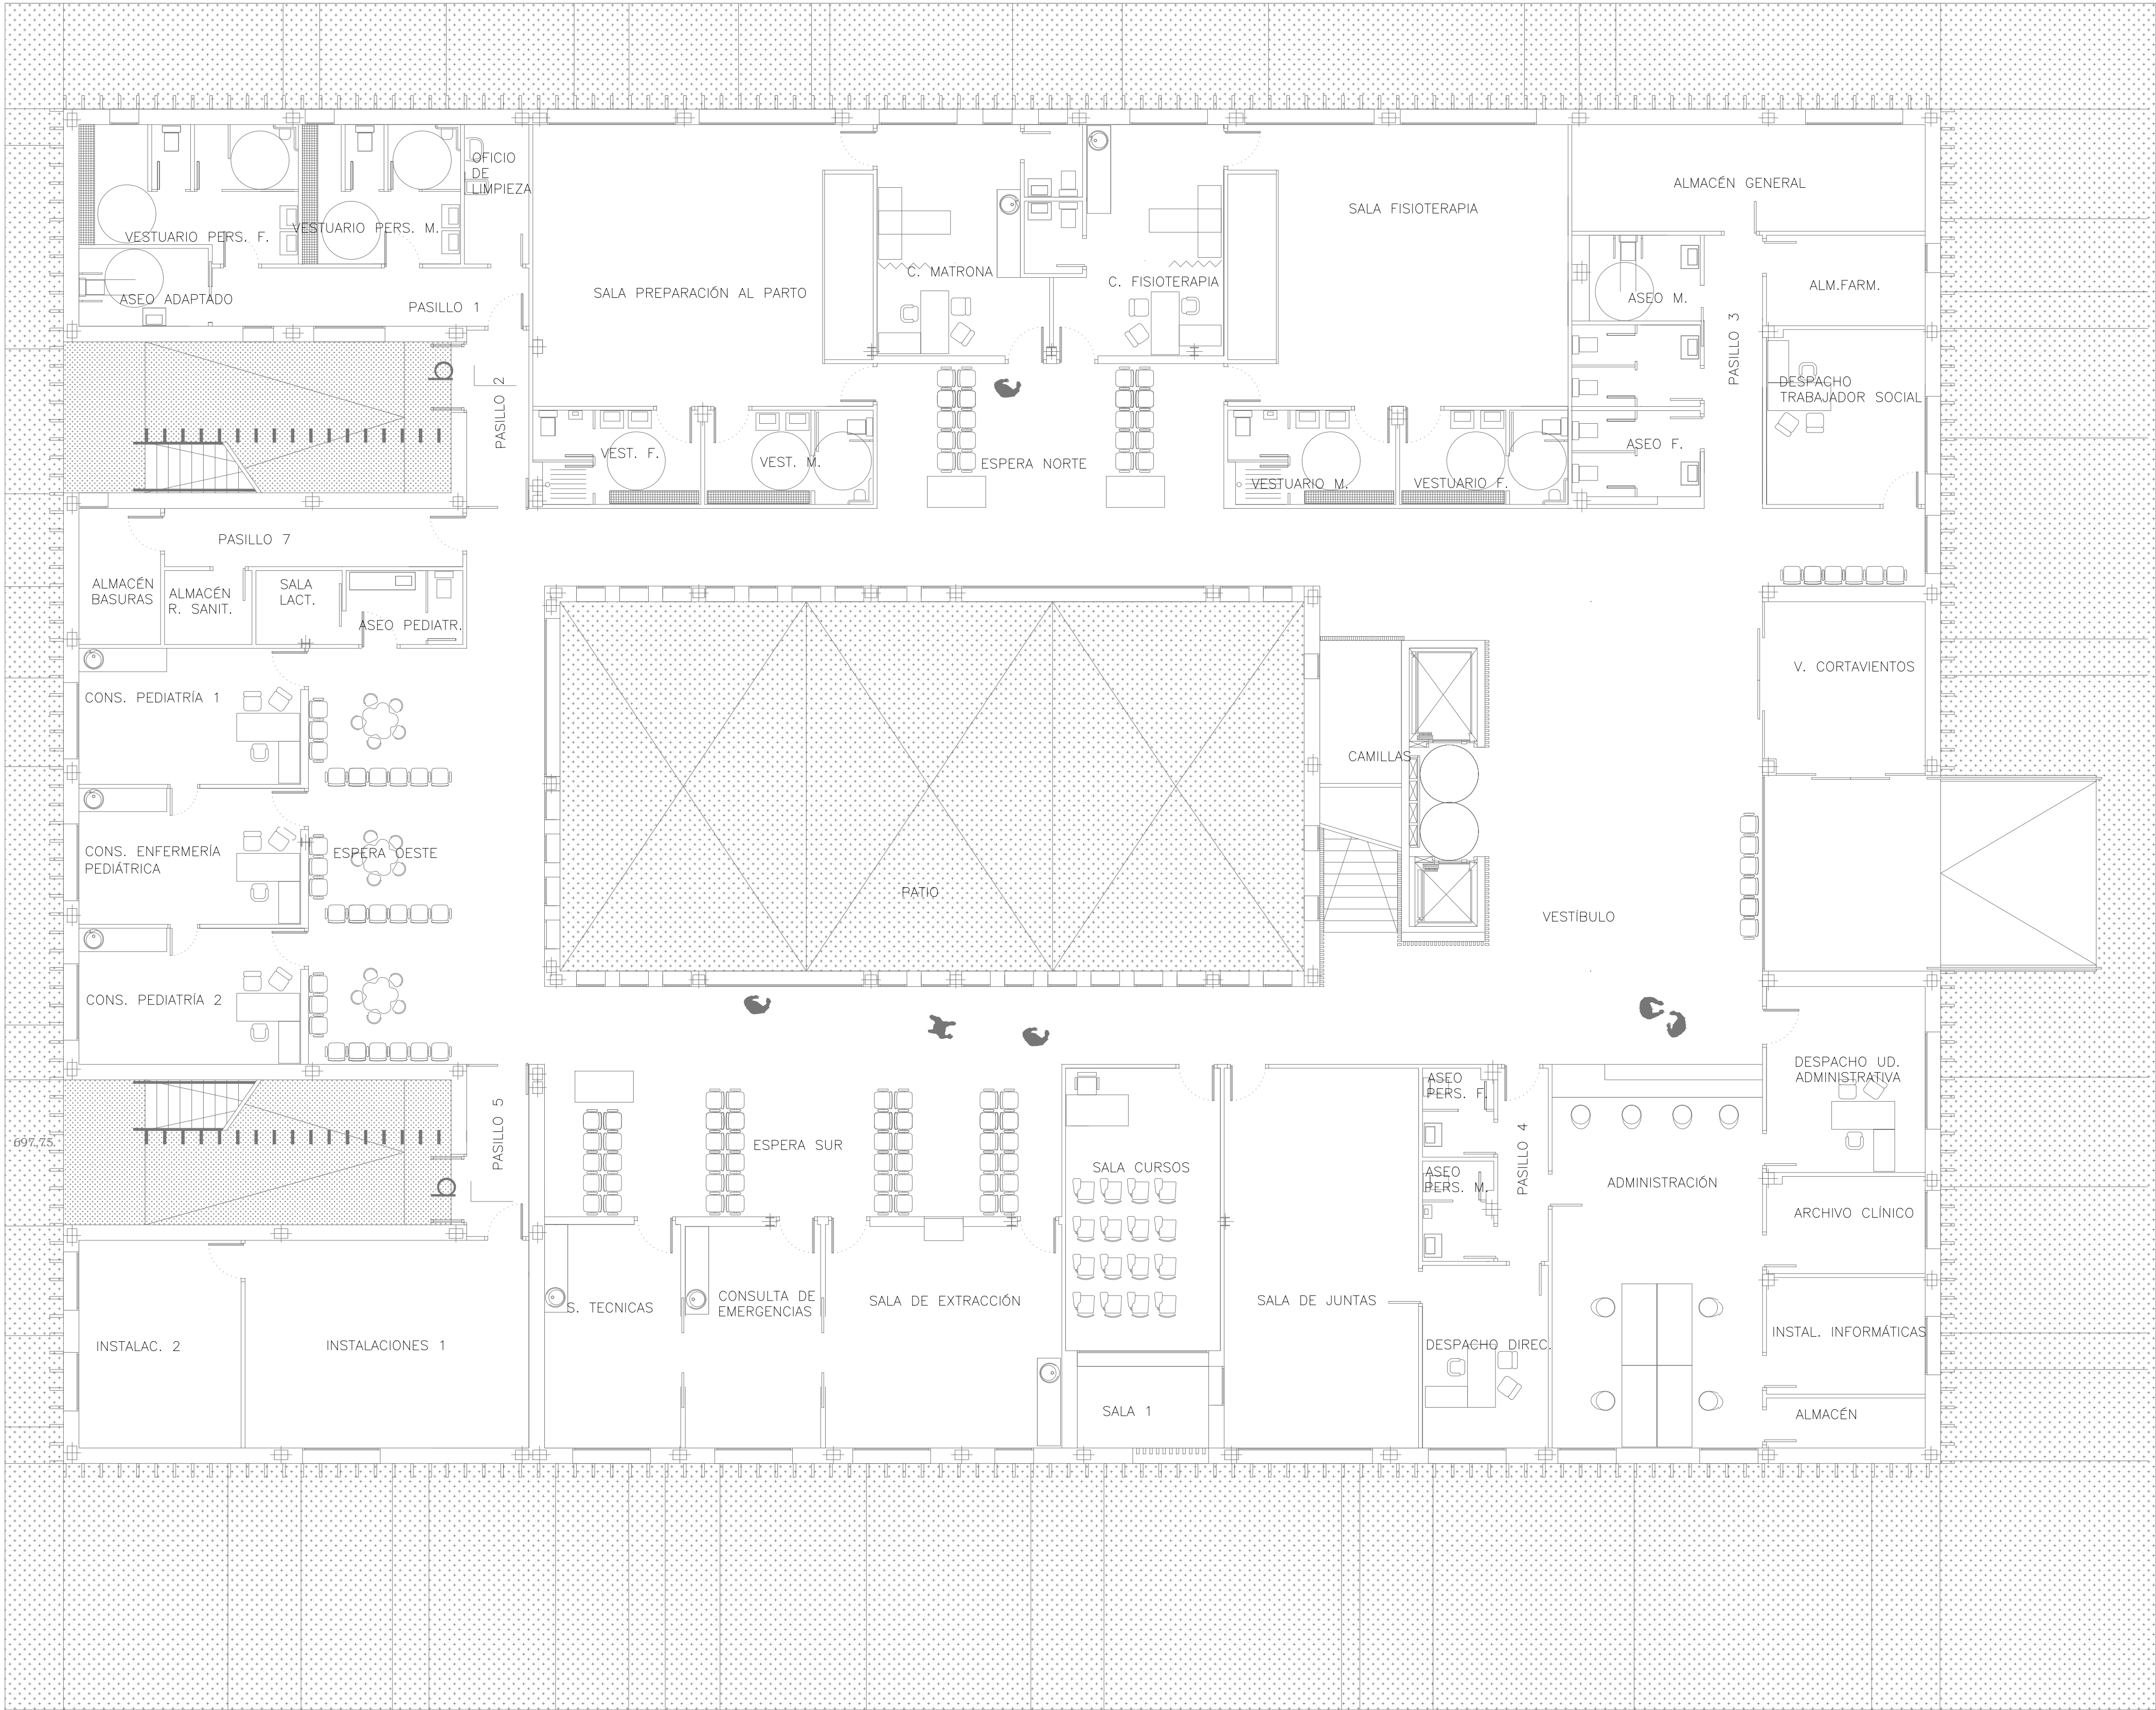 OFICIO
DE
LIMPIEZA
VESTUARIO PERS. F.
VESTUARIO PERS. M.
ASEO ADAPTADO
PASILLO 1
SALA PREPARACIÓN AL PARTO
C. MATRONA
C. FISIOTERAPIA
SALA FISIOTERAPIA
ALMACÉN GENERAL
ASEO M.
ALM.FARM.
PASILLO 3
DESPACHO
TRABAJADOR SOCIAL
PASILLO 2
VEST. F.
VEST. M.
ESPERA NORTE
VESTUARIO M.
VESTUARIO F.
ASEO F.
PASILLO 7
ALMACÉN
BASURAS
ALMACÉN
R. SANIT.
SALA
LACT.
ASEO PEDIATR.
CONS. PEDIATRÍA 1
CONS. ENFERMERÍA
PEDIÁTRICA
ESPERA OESTE
CONS. PEDIATRÍA 2
PATIO
CAMILLAS
VESTÍBULO
V. CORTAVIENTOS
697,75
PASILLO 5
ESPERA SUR
SALA CURSOS
ASEO
PERS. F.
ASEO
PERS. M.
PASILLO 4
ADMINISTRACIÓN
DESPACHO UD.
ADMINISTRATIVA
ARCHIVO CLÍNICO
INSTAL. INFORMÁTICAS
ALMACÉN
INSTALAC. 2
INSTALACIONES 1
S. TECNICAS
CONSULTA DE
EMERGENCIAS
SALA DE EXTRACCIÓN
SALA 1
SALA DE JUNTAS
DESPACHO DIREC.